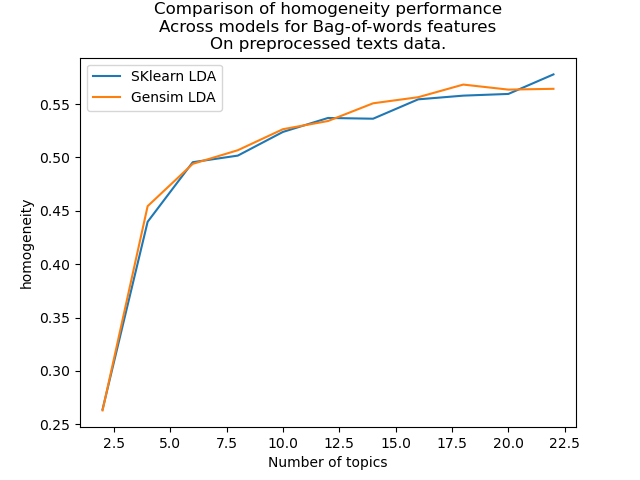 Comparison of homogeneity performance
Across models for Bag-of-words features
On preprocessed texts data.
SKlearn LDA
Gensim LDA
homogeneity
0.55
0.50
0.45
0.40
0.35
0.30
0.25
2.5 5.0 7.5 10.0 12.5 15.0 17.5 20.0 22.5
Number of topics